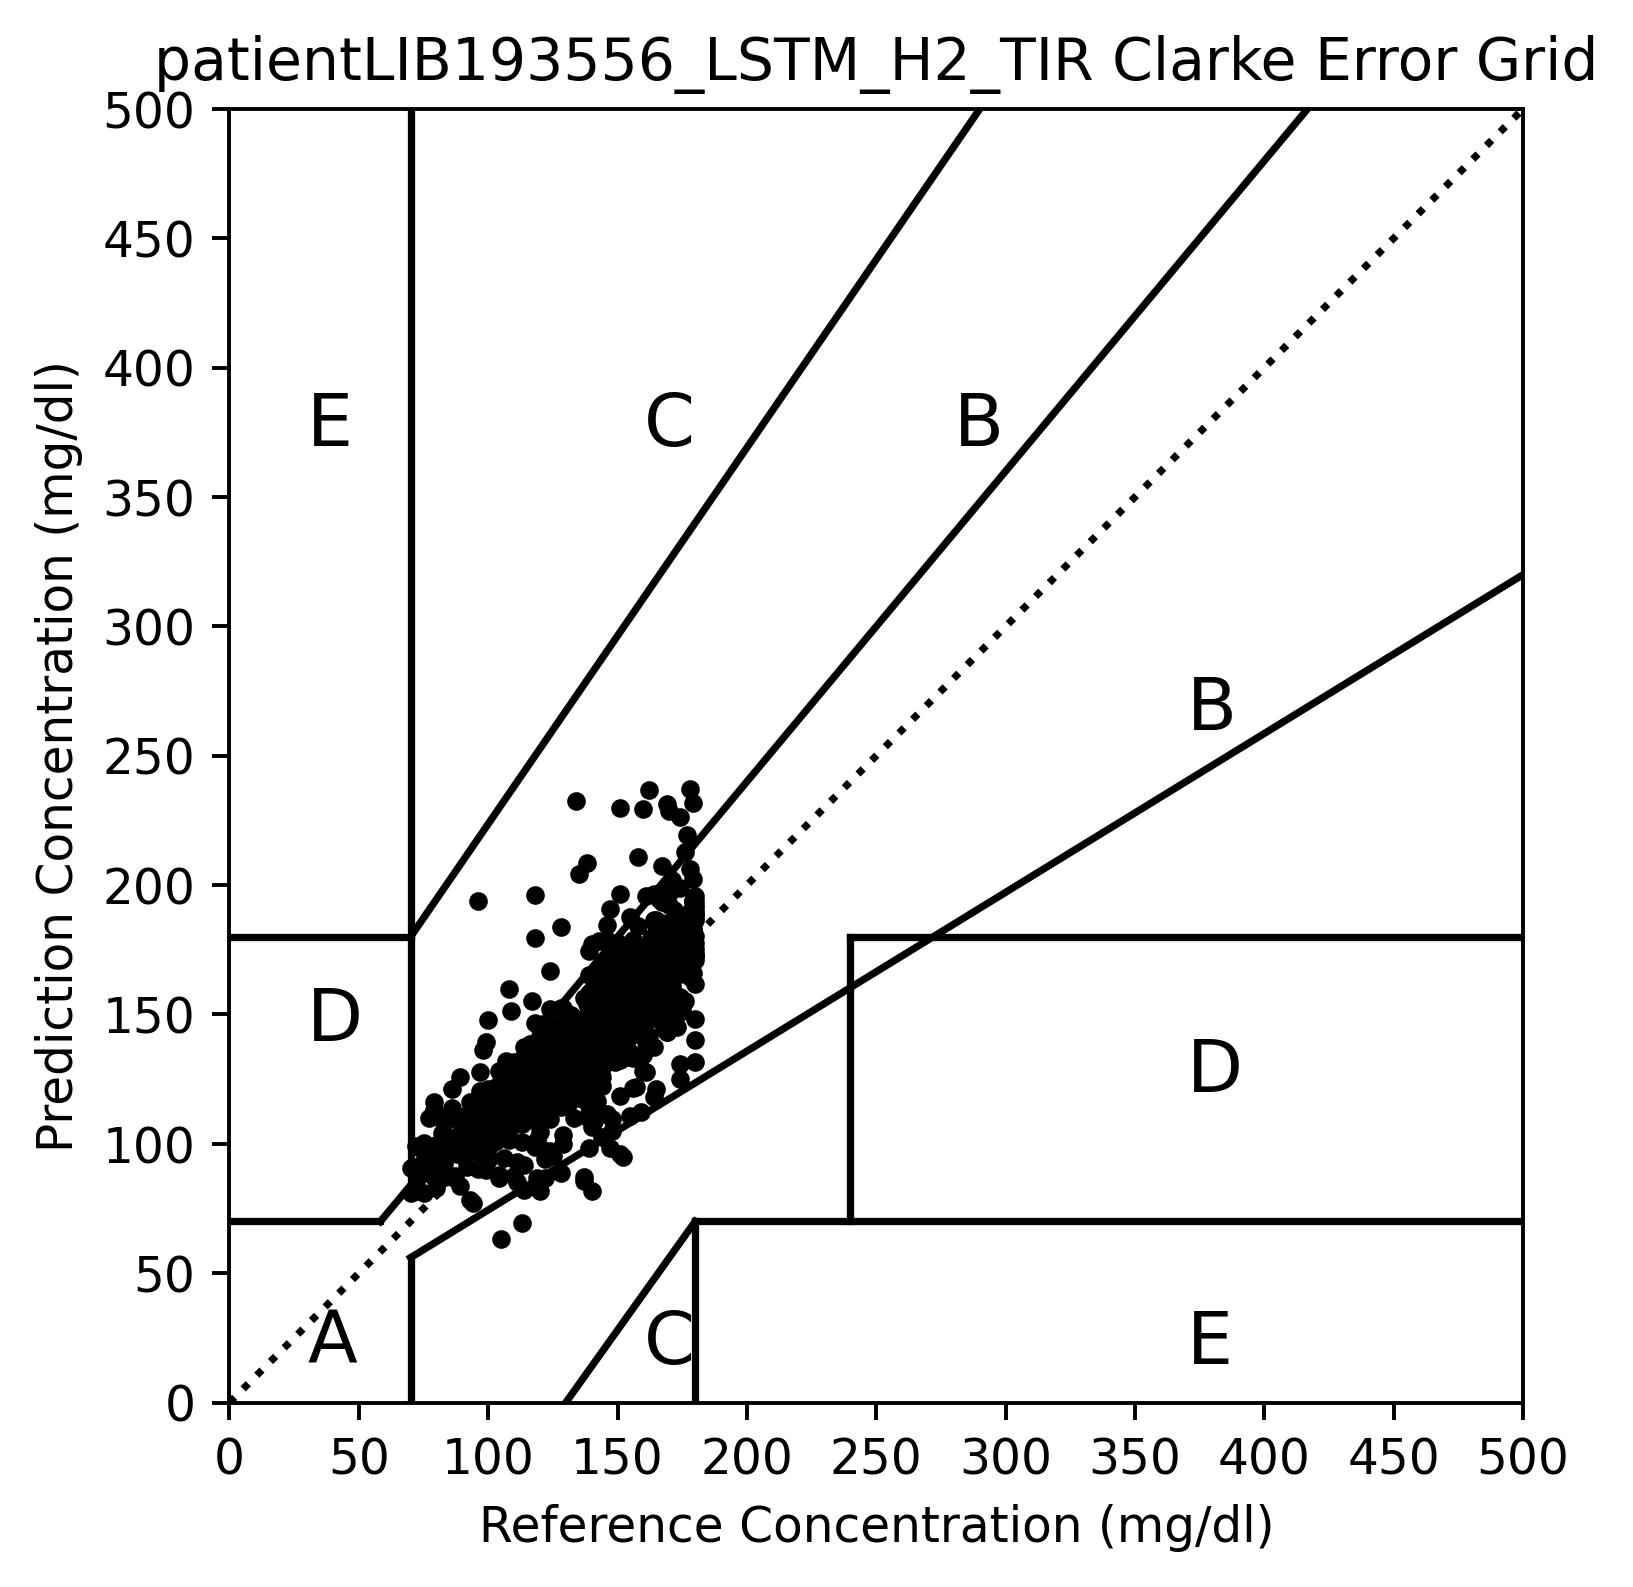 patientLIB193556_LSTM_H2_TIR Clarke Error Grid
500
450
400
350
300
250
200
150
100
50
0
Prediction Concentration (mg/dl)
E
C
B
B
D
D
A
C
E
0 50 100 150 200 250 300 350 400 450 500
Reference Concentration (mg/dl)